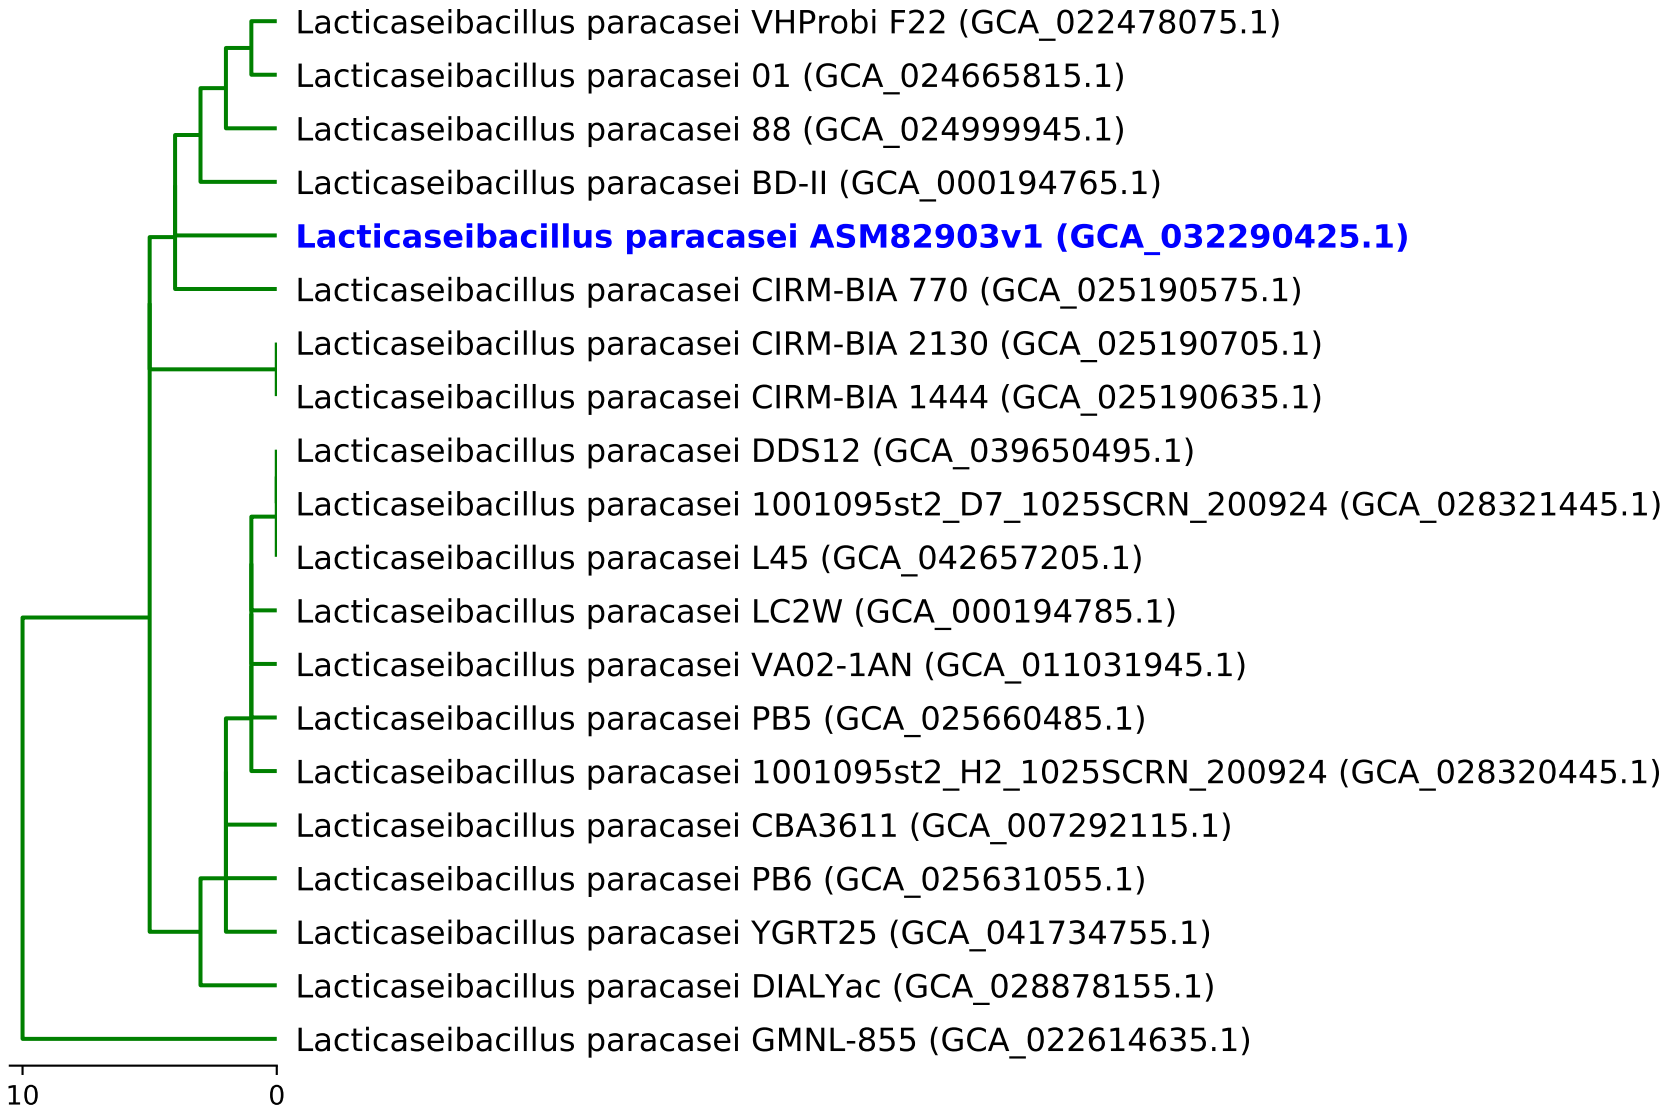 Lacticaseibacillus paracasei VHProbi F22 (GCA_022478075.1)
Lacticaseibacillus paracasei 01 (GCA_024665815.1)
Lacticaseibacillus paracasei 88 (GCA_024999945.1)
Lacticaseibacillus paracasei BD-II (GCA_000194765.1)
Lacticaseibacillus paracasei ASM82903v1 (GCA_032290425.1)
Lacticaseibacillus paracasei CIRM-BIA 770 (GCA_025190575.1)
Lacticaseibacillus paracasei CIRM-BIA 2130 (GCA_025190705.1)
Lacticaseibacillus paracasei CIRM-BIA 1444 (GCA_025190635.1)
Lacticaseibacillus paracasei DDS12 (GCA_039650495.1)
Lacticaseibacillus paracasei 1001095st2_D7_1025SCRN_200924 (GCA_028321445.1)
Lacticaseibacillus paracasei L45 (GCA_042657205.1)
Lacticaseibacillus paracasei LC2W (GCA_000194785.1)
Lacticaseibacillus paracasei VA02-1AN (GCA_011031945.1)
Lacticaseibacillus paracasei PB5 (GCA_025660485.1)
Lacticaseibacillus paracasei 1001095st2_H2_1025SCRN_200924 (GCA_028320445.1)
Lacticaseibacillus paracasei CBA3611 (GCA_007292115.1)
Lacticaseibacillus paracasei PB6 (GCA_025631055.1)
Lacticaseibacillus paracasei YGRT25 (GCA_041734755.1)
Lacticaseibacillus paracasei DIALYac (GCA_028878155.1)
Lacticaseibacillus paracasei GMNL-855 (GCA_022614635.1)
10 0